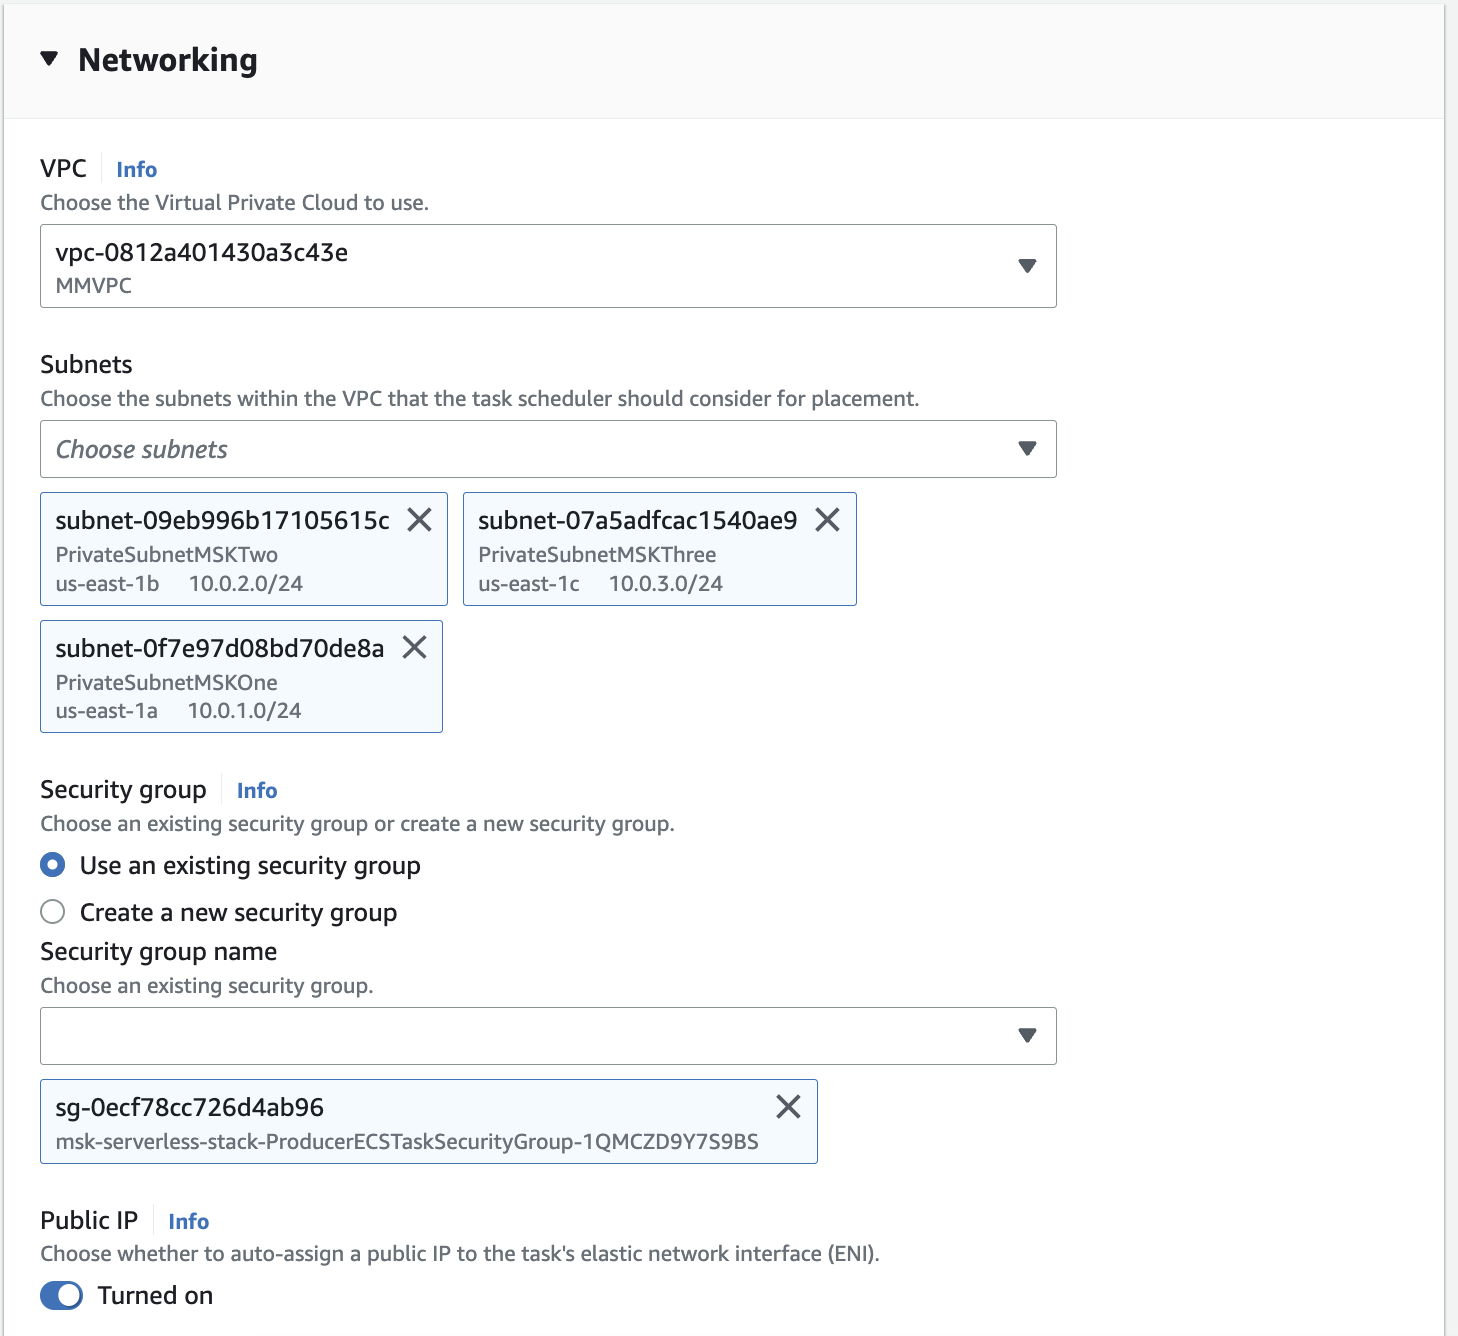 Networking
VPC Info
Choose the Virtual Private Cloud to use.
vpc-0812a401430a3c43e
MMVPC
Subnets
Choose the subnets within the VPC that the task scheduler should consider for placement.
Choose subnets
subnet-09eb996b17105615c
PrivateSubnetMSKTwo
us-east-1b 10.0.2.0/24
subnet-07a5adfcac1540ae9
PrivateSubnetMSKThree
us-east-1c 10.0.3.0/24
subnet-0f7e97d08bd70de8a
PrivateSubnetMSKOne
us-east-1a 10.0.1.0/24
Security group Info
Choose an existing security group or create a new security group.
Use an existing security group
Create a new security group
Security group name
Choose an existing security group.
sg-0ecf78cc726d4ab96
msk-serverless-stack-ProducerECSTaskSecurityGroup-1QMCZD9Y7S9BS
Public IP Info
Choose whether to auto-assign a public IP to the task's elastic network interface (ENI).
Turned on